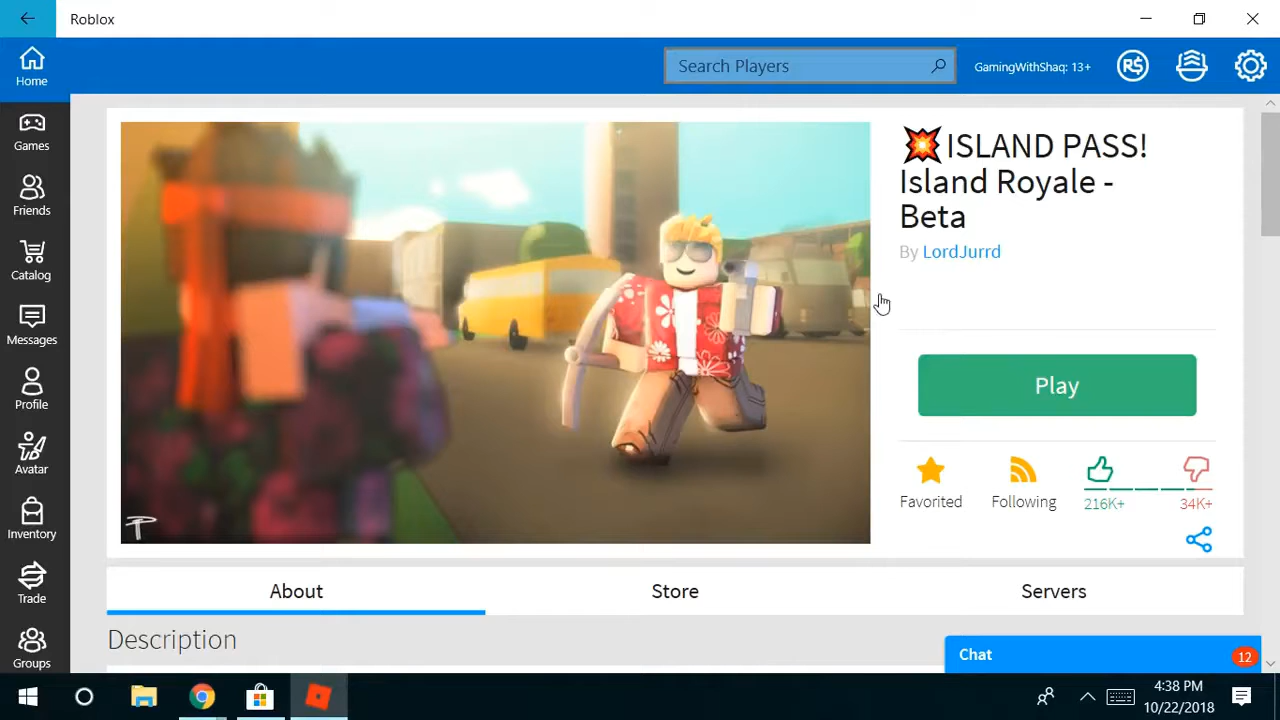 Roblox
Home
Search Players
GamingWithShaq: 13+
R$
Games
Friends
Catalog
Messages
Profile
Avatar
Inventory
Trade
Groups
💥ISLAND PASS!
Island Royale -
Beta
By LordJurrd
Play
Favorited
Following
216K+
34K+
About
Store
Servers
Description
Chat
12
4:38 PM
10/22/2018